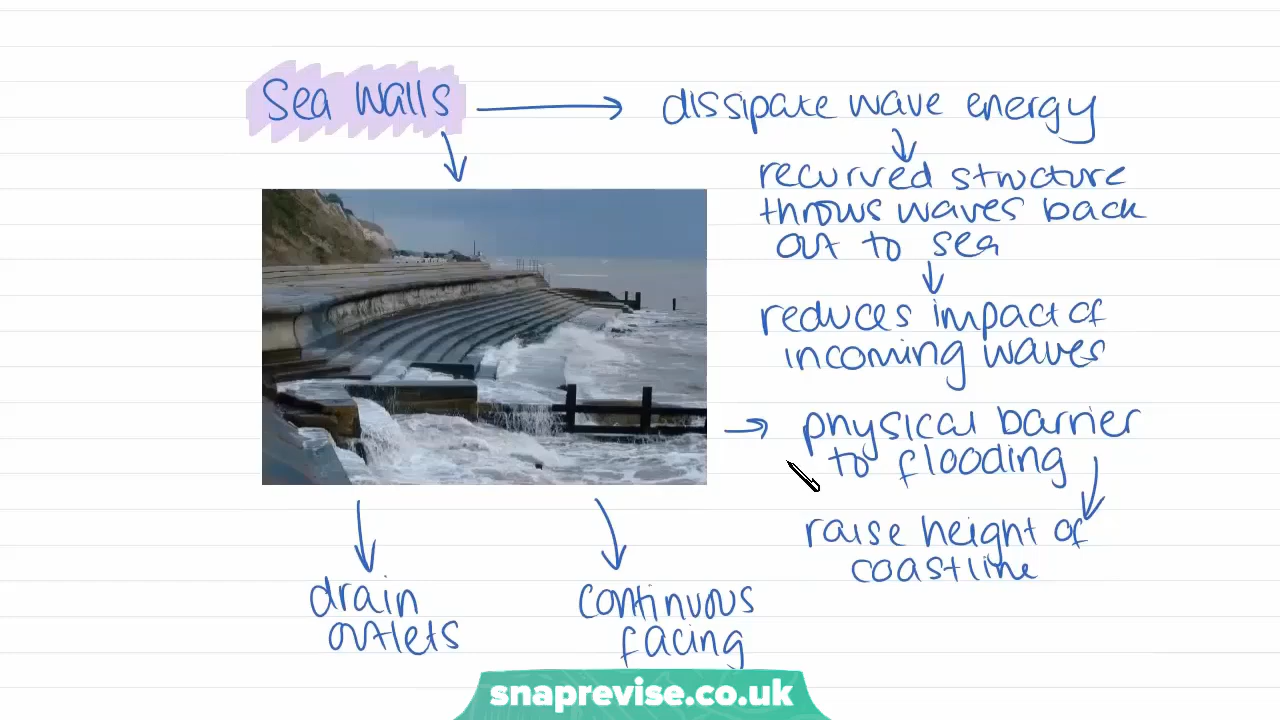 Sea walls
dissipate wave energy
recurved structure
throws waves back
out to sea
reduces impact of
incoming waves
physical barrier
to flooding
raise height of
coastline
drain
outlets
continuous
facing
snaprevise.co.uk